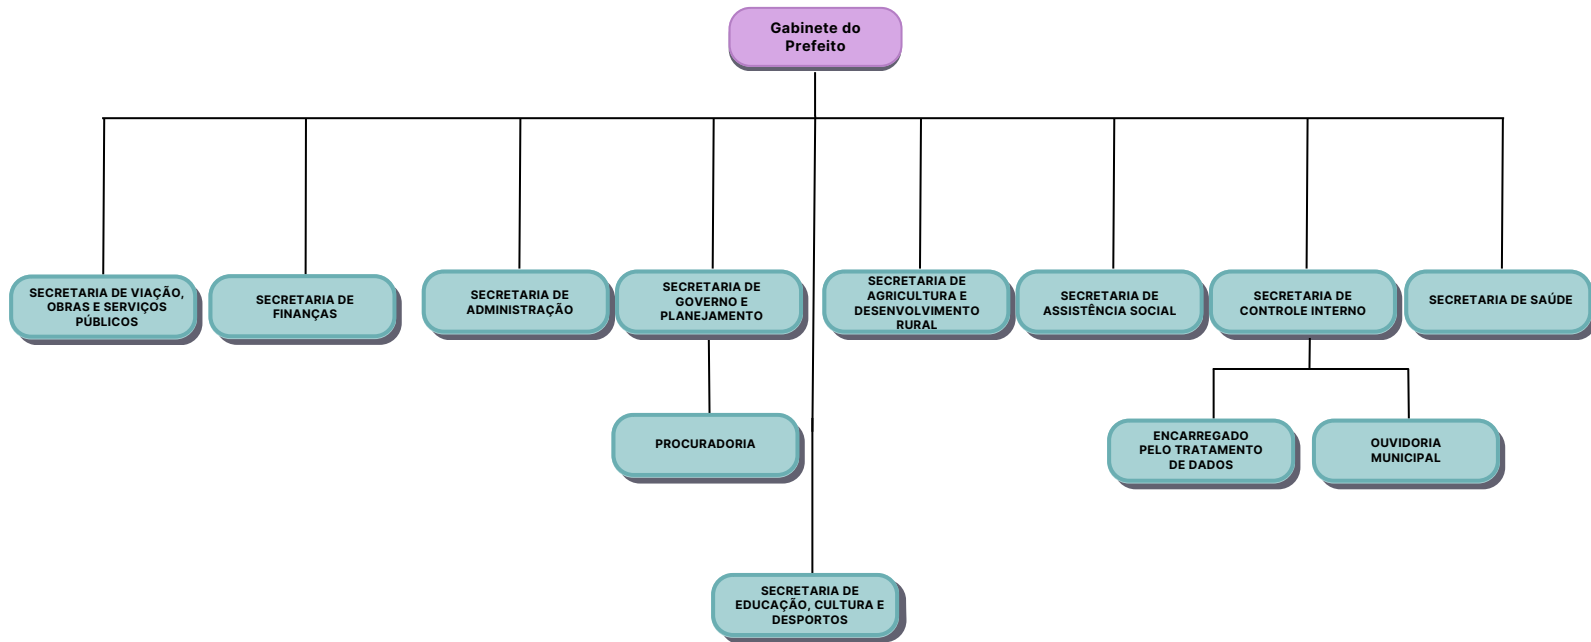 Gabinete do
Prefeito
SECRETARIA DE VIAÇÃO,
OBRAS E SERVIÇOS
PÚBLICOS
SECRETARIA DE
FINANÇAS
SECRETARIA DE
ADMINISTRAÇÃO
SECRETARIA DE
GOVERNO E
PLANEJAMENTO
SECRETARIA DE
AGRICULTURA E
DESENVOLVIMENTO
RURAL
SECRETARIA DE
ASSISTÊNCIA SOCIAL
SECRETARIA DE
CONTROLE INTERNO
SECRETARIA DE SAÚDE
PROCURADORIA
ENCARREGADO
PELO TRATAMENTO
DE DADOS
OUVIDORIA
MUNICIPAL
SECRETARIA DE
EDUCAÇÃO, CULTURA E
DESPORTOS